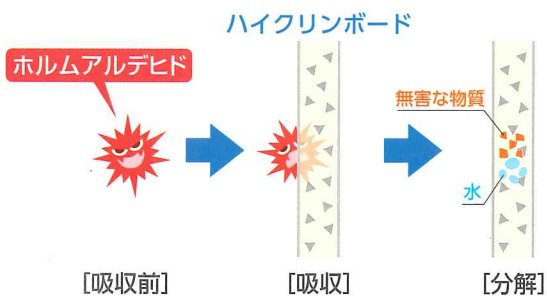 ハイクリンボード
ホルムアルデヒド
無害な物質
水
[吸収前]
[吸収]
[分解]